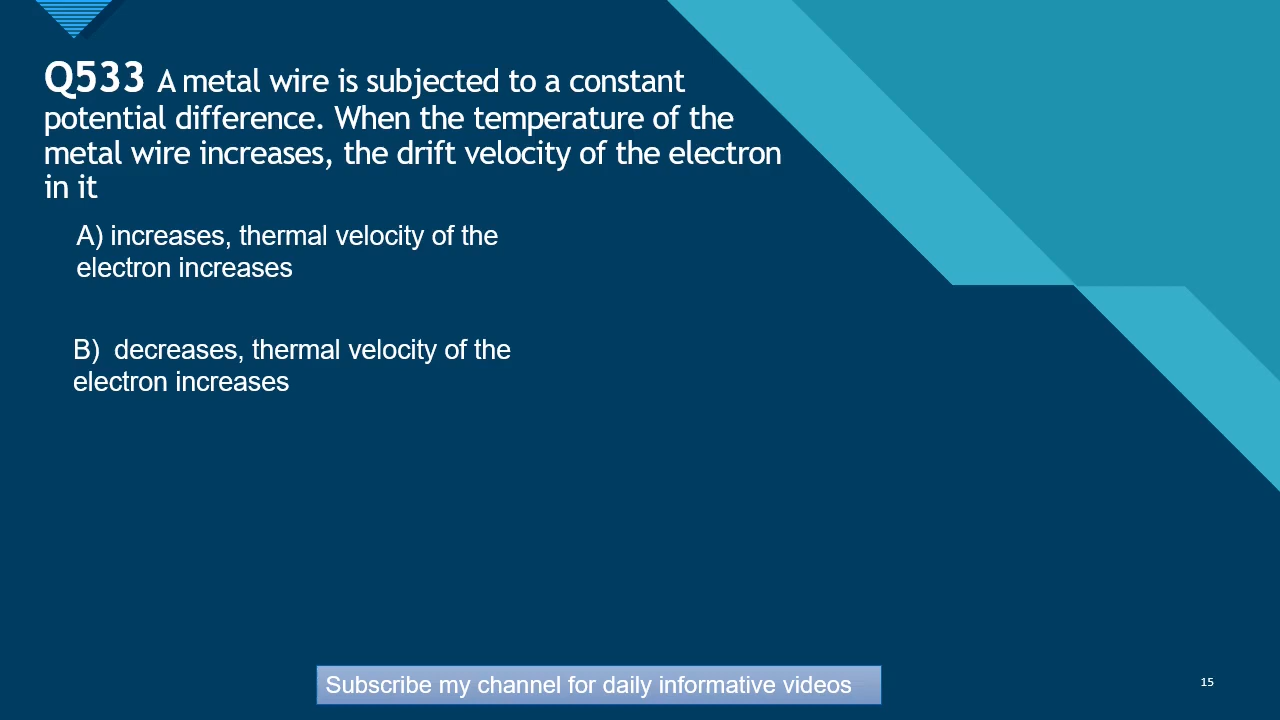 Q533 A metal wire is subjected to a constant
potential difference. When the temperature of the
metal wire increases, the drift velocity of the electron
in it
A) increases, thermal velocity of the
electron increases
B) decreases, thermal velocity of the
electron increases
Subscribe my channel for daily informative videos
15